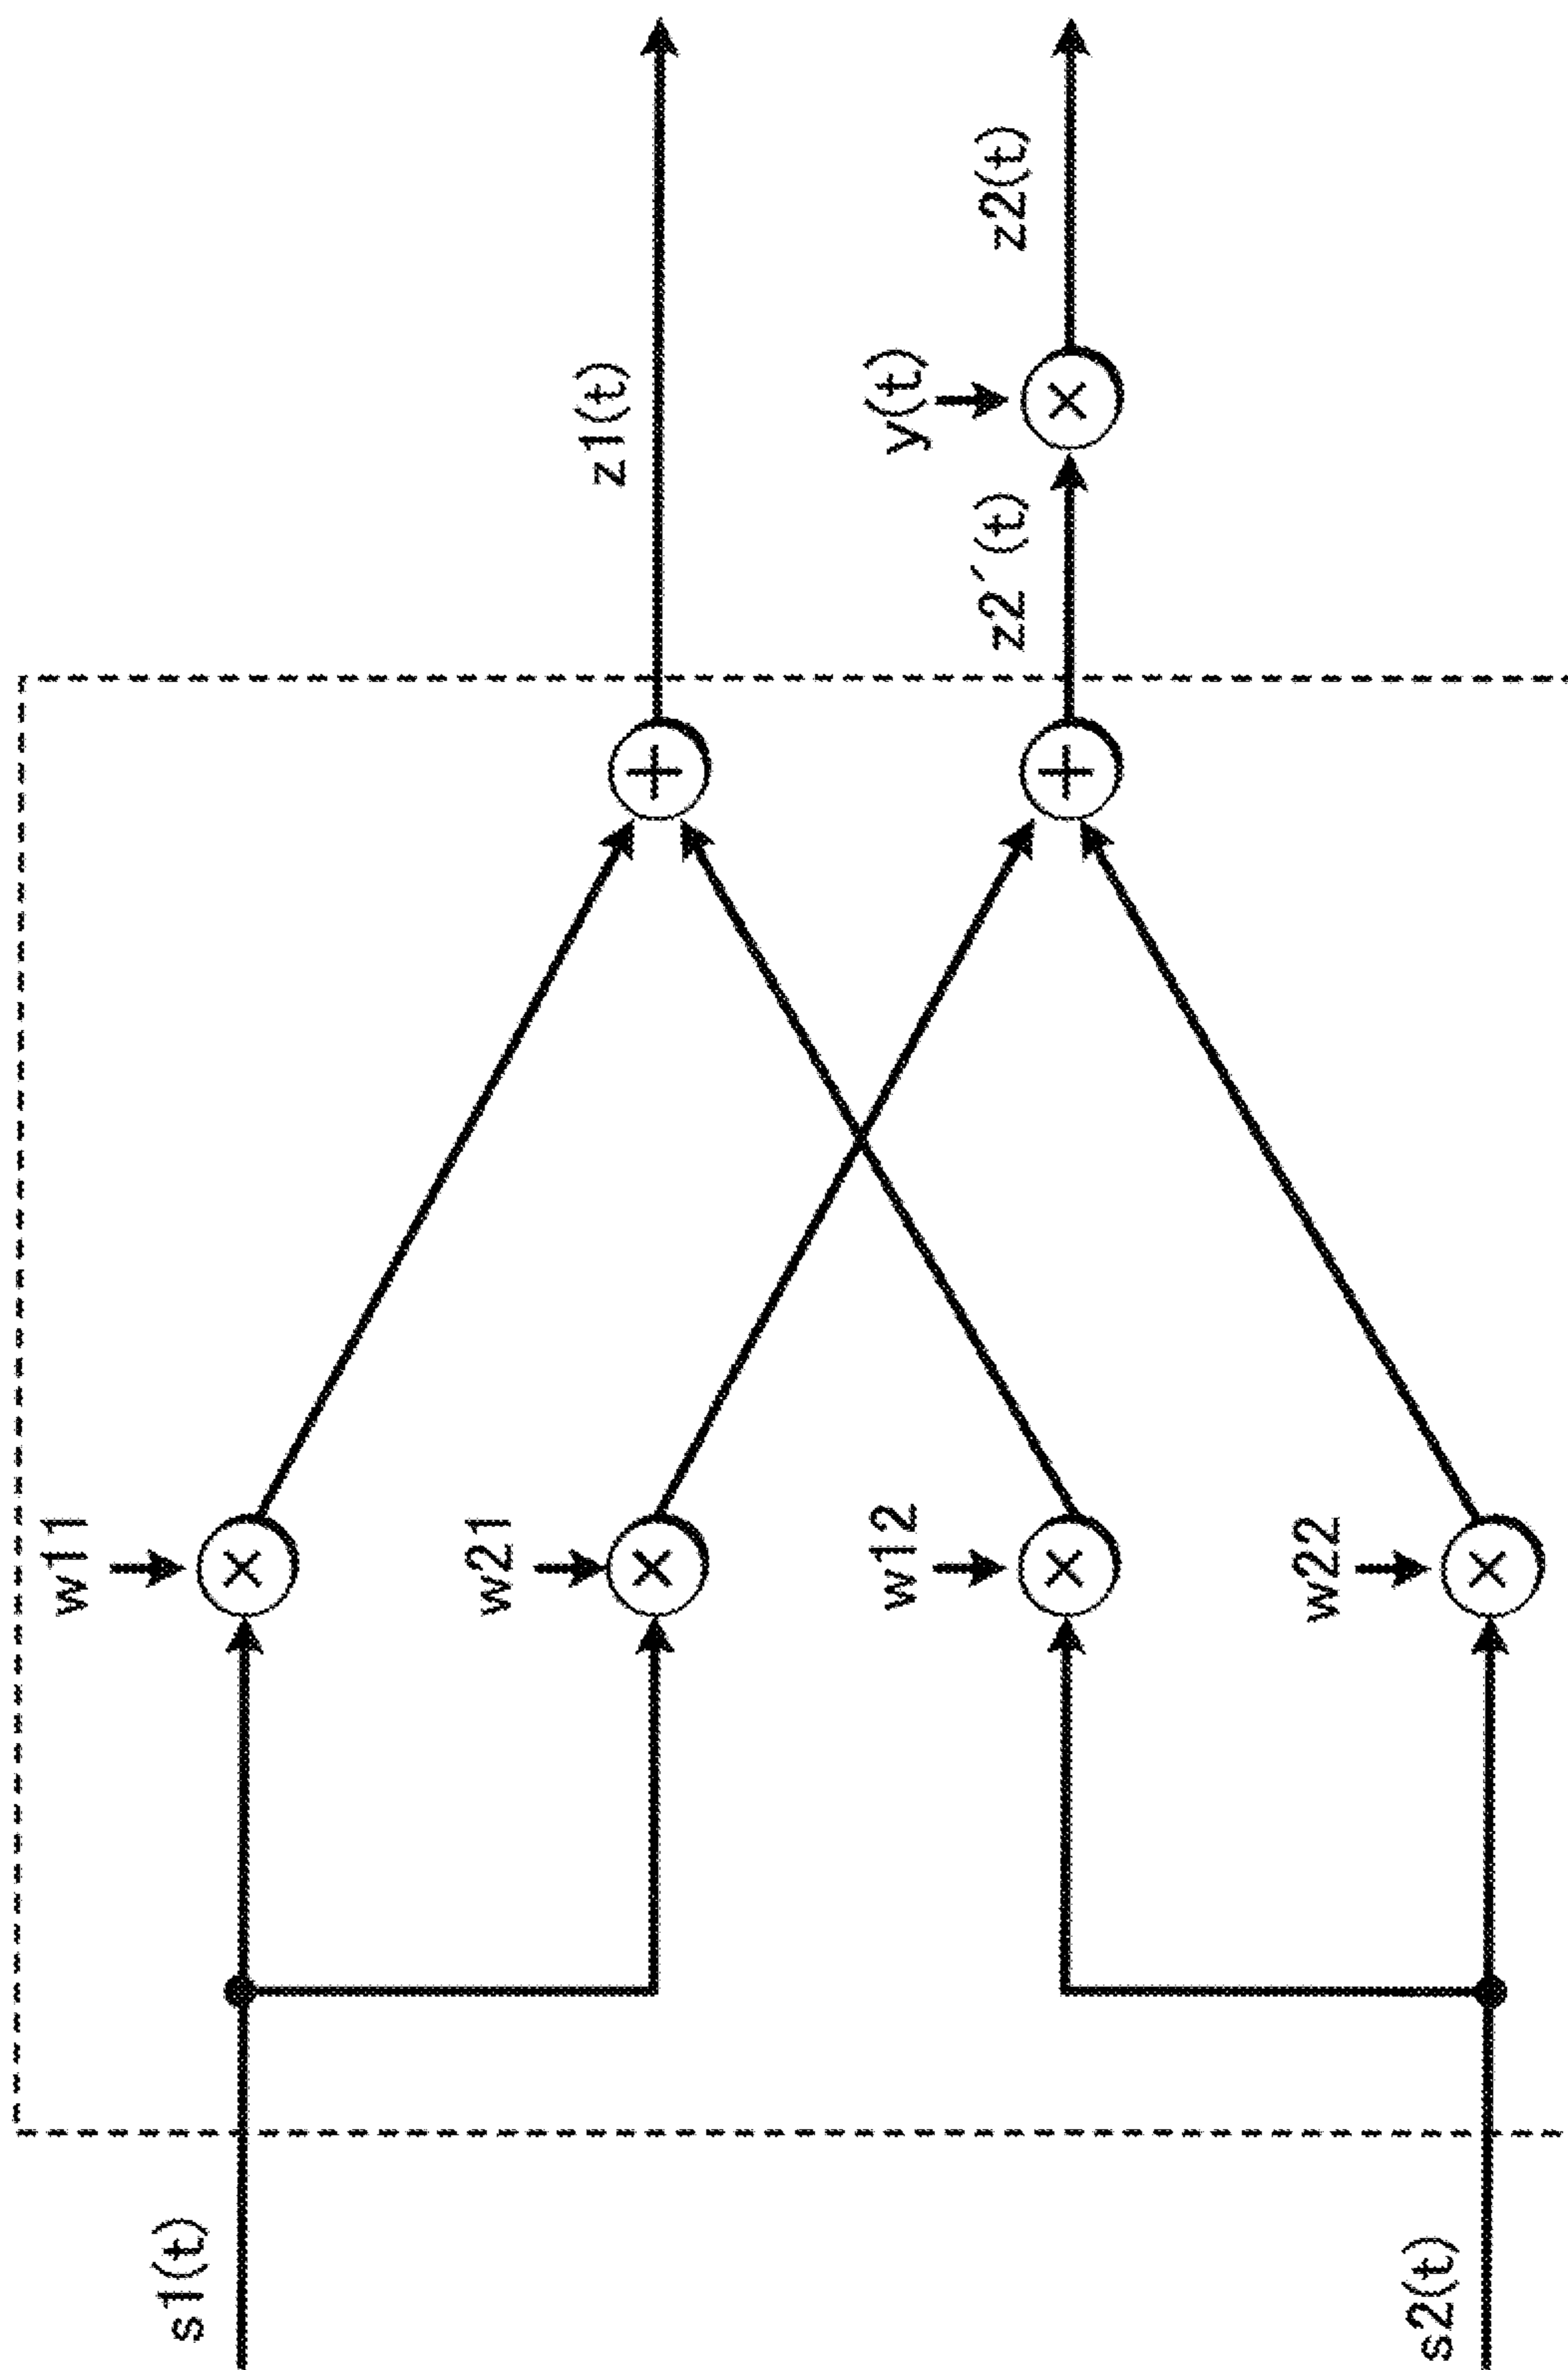 s1(t)
w11
×
w21
×
+
z1(t)
w12
×
+
z2´(t)
y(t)
×
z2(t)
s2(t)
w22
×